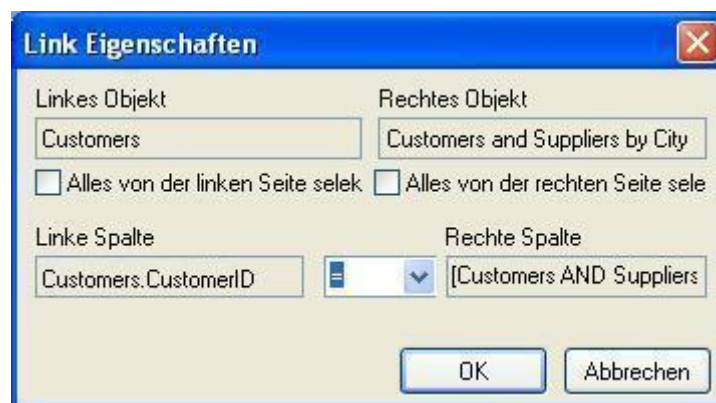 Link Eigenschaften
Linkes Objekt Rechtes Objekt
Customers Customers and Suppliers by City
Alles von der linken Seite selek Alles von der rechten Seite sele
Linke Spalte Rechte Spalte
Customers.CustomerID = [Customers AND Suppliers
OK Abbrechen